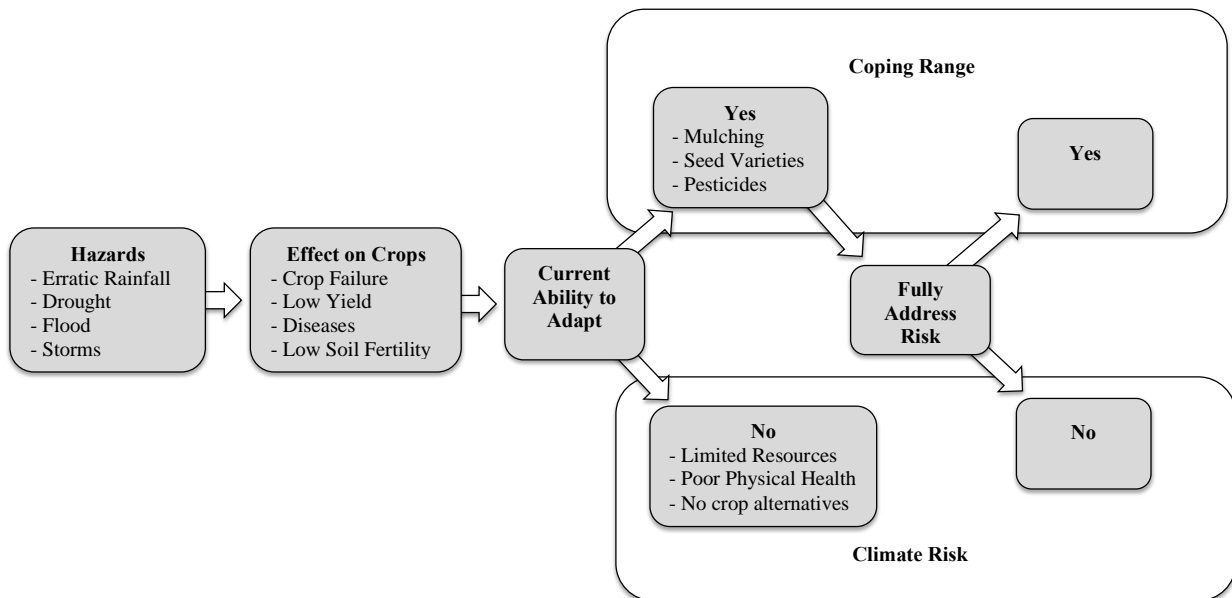 Coping Range
Yes
- Mulching
- Seed Varieties
- Pesticides
Yes
Hazards
- Erratic Rainfall
- Drought
- Flood
- Storms
Effect on Crops
- Crop Failure
- Low Yield
- Diseases
- Low Soil Fertility
Current
Ability to
Adapt
Fully
Address
Risk
No
- Limited Resources
- Poor Physical Health
- No crop alternatives
No
Climate Risk